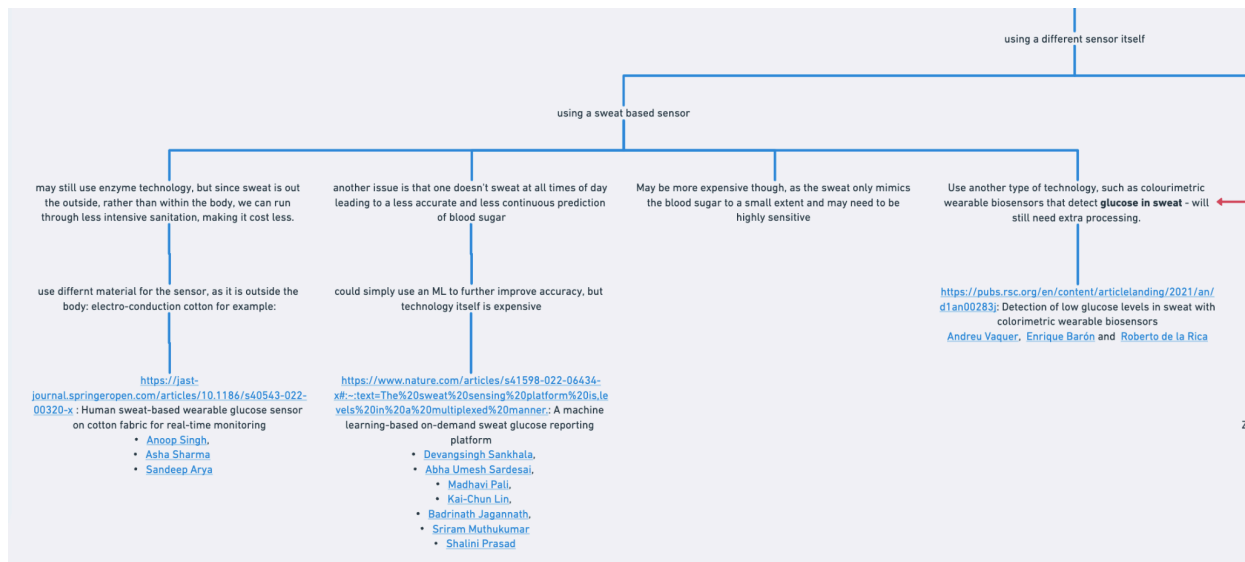 using a different sensor itself
using a sweat based sensor
may still use enzyme technology, but since sweat is out
the outside, rather than within the body, we can run
through less intensive sanitation, making it cost less.
use differnt material for the sensor, as it is outside the
body: electro-conduction cotton for example:
https://jast-
journal.springeropen.com/articles/10.1186/s40543-022-
00320-x : Human sweat-based wearable glucose sensor
on cotton fabric for real-time monitoring
• Anoop Singh,
• Asha Sharma
• Sandeep Arya
another issue is that one doesn't sweat at all times of day
leading to a less accurate and less continuous prediction
of blood sugar
could simply use an ML to further improve accuracy, but
technology itself is expensive
https://www.nature.com/articles/s41598-022-06434-
x#:~:text=The%20sweat%20sensing%20platform%20is,le
vels%20in%20a%20multiplexed%20manner.: A machine
learning-based on-demand sweat glucose reporting
platform
• Devangsingh Sankhala,
• Abha Umesh Sardesai,
• Madhavi Pali,
• Kai-Chun Lin,
• Badrinath Jagannath,
• Sriram Muthukumar
• Shalini Prasad
May be more expensive though, as the sweat only mimics
the blood sugar to a small extent and may need to be
highly sensitive
Use another type of technology, such as colourimetric
wearable biosensors that detect glucose in sweat - will
still need extra processing.
https://pubs.rsc.org/en/content/articlelanding/2021/an/
d1an00283j: Detection of low glucose levels in sweat with
colorimetric wearable biosensors
Andreu Vaquer, Enrique Barón and Roberto de la Rica